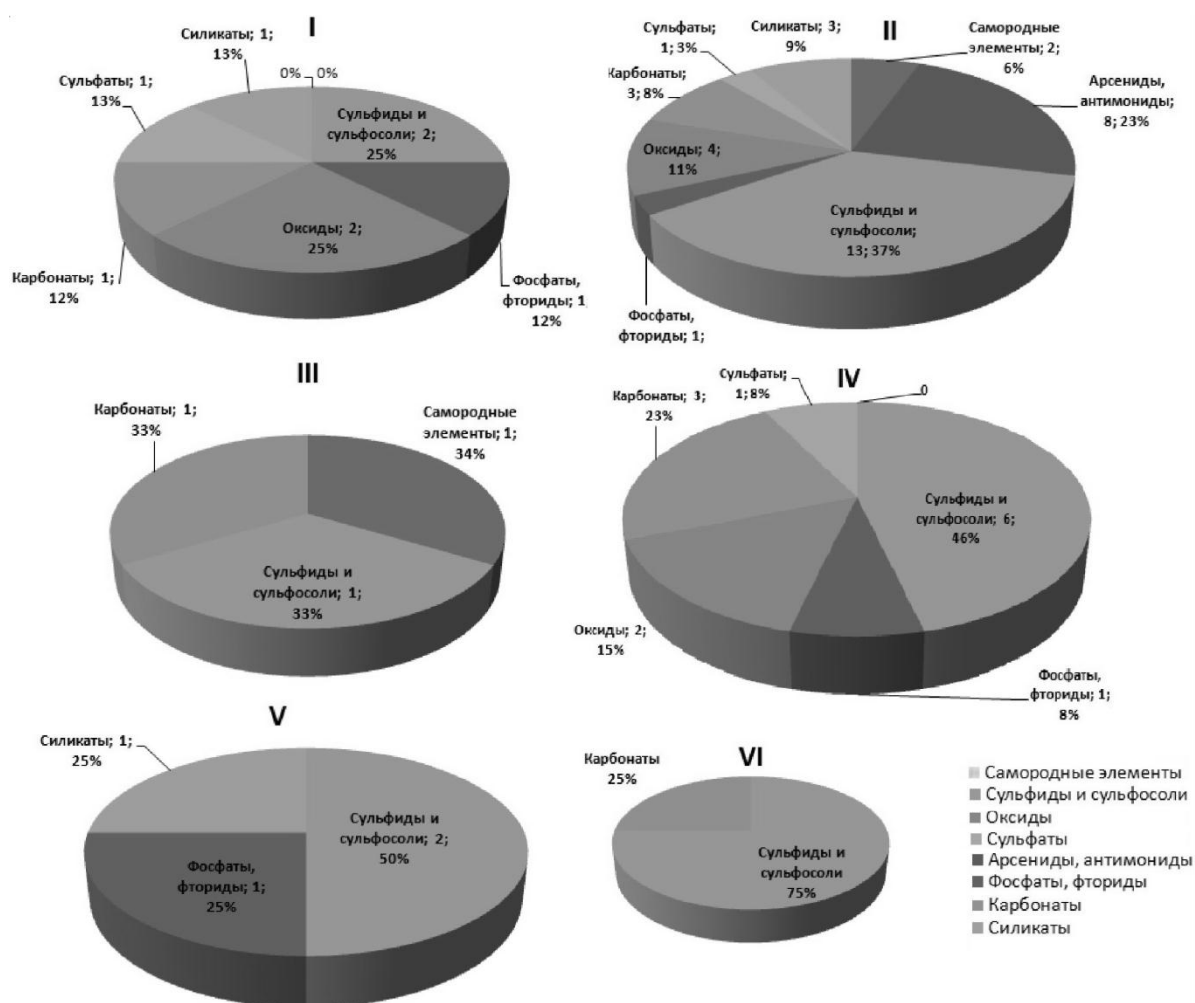 I
Силикаты; 1;
13%
0% 0%
Сульфаты; 1;
13%
Сульфиды и
сульфосоли; 2;
25%
Оксиды; 2;
25%
Карбонаты; 1;
12%
Фосфаты,
фториды; 1
12%
II
Сульфаты;
1; 3%
Силикаты; 3;
9%
Самородные
элементы; 2;
6%
Карбонаты;
3; 8%
Арсениды,
антимониды;
8; 23%
Оксиды; 4;
11%
Сульфиды и
сульфосоли;
13; 37%
Фосфаты,
фториды; 1;
III
Карбонаты; 1;
33%
Самородные
элементы; 1;
34%
Сульфиды и
сульфосоли; 1;
33%
IV
Сульфаты;
1; 8%
0
Карбонаты; 3;
23%
Сульфиды и
сульфосоли; 6;
46%
Оксиды; 2;
15%
Фосфаты,
фториды; 1;
8%
V
Силикаты; 1;
25%
Сульфиды и
сульфосоли; 2;
50%
Фосфаты,
фториды; 1;
25%
VI
Карбонаты
25%
Сульфиды и
сульфосоли
75%
Самородные элементы
Сульфиды и сульфосоли
Оксиды
Сульфаты
Арсениды, антимониды
Фосфаты, фториды
Карбонаты
Силикаты